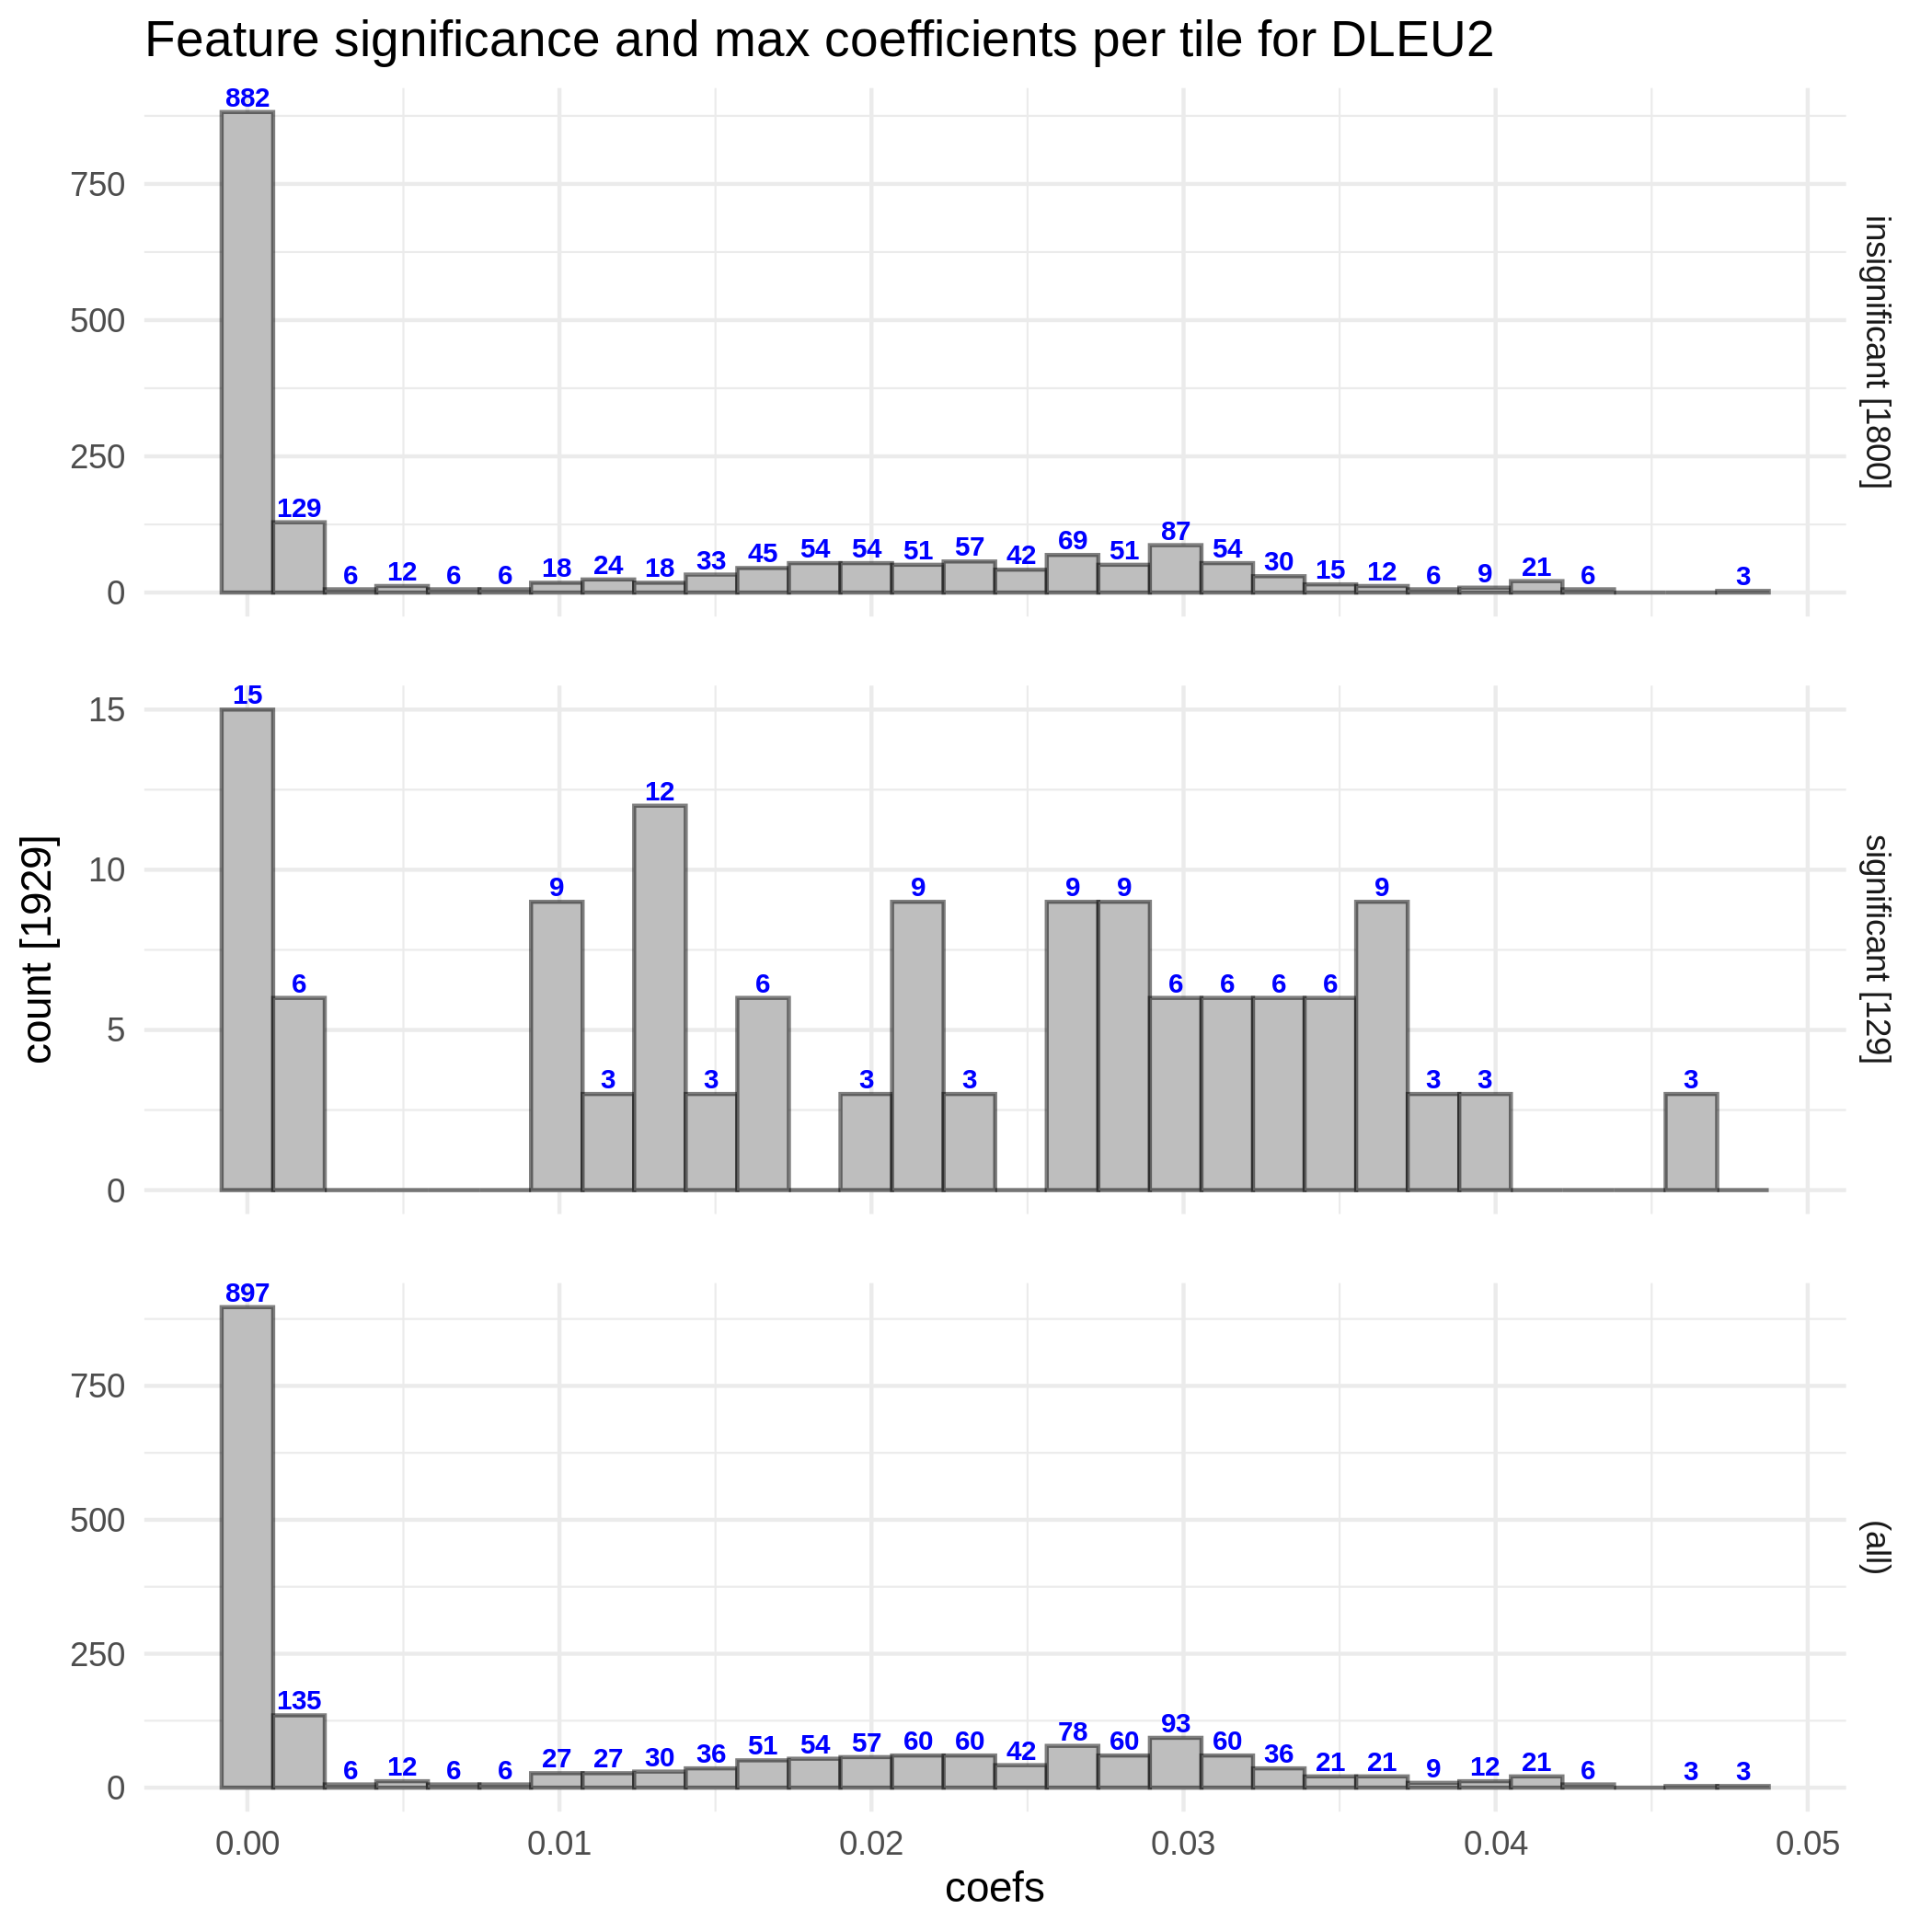 Feature significance and max coefficients per tile for DLEU2
882
750
500
250
129
6 12 6 6 18 24 18 33 45 54 54 51 57 42 69 51 87 54 30 15 12 6 9 21 6 3
0
insignificant [1800]
15
15
12
10
9 9 9 9 9
6 6 6 6 6 6
5
3 3 3 3 3 3 3
0
significant [129]
count [1929]
897
750
500
250
135
6 12 6 6 27 27 30 36 51 54 57 60 60 42 78 60 93 60 36 21 21 9 12 21 6 3 3
0
(all)
0.00 0.01 0.02 0.03 0.04 0.05
coefs